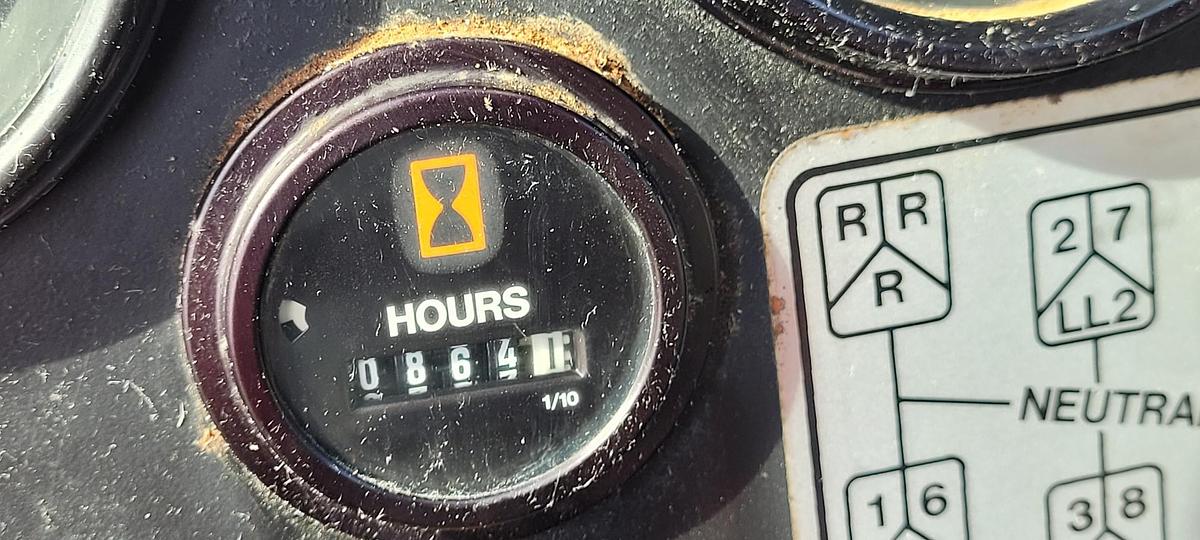 HOURS
0864
1/10
R R
R
2 7
LL2
NEUTRA
1 6
3 8